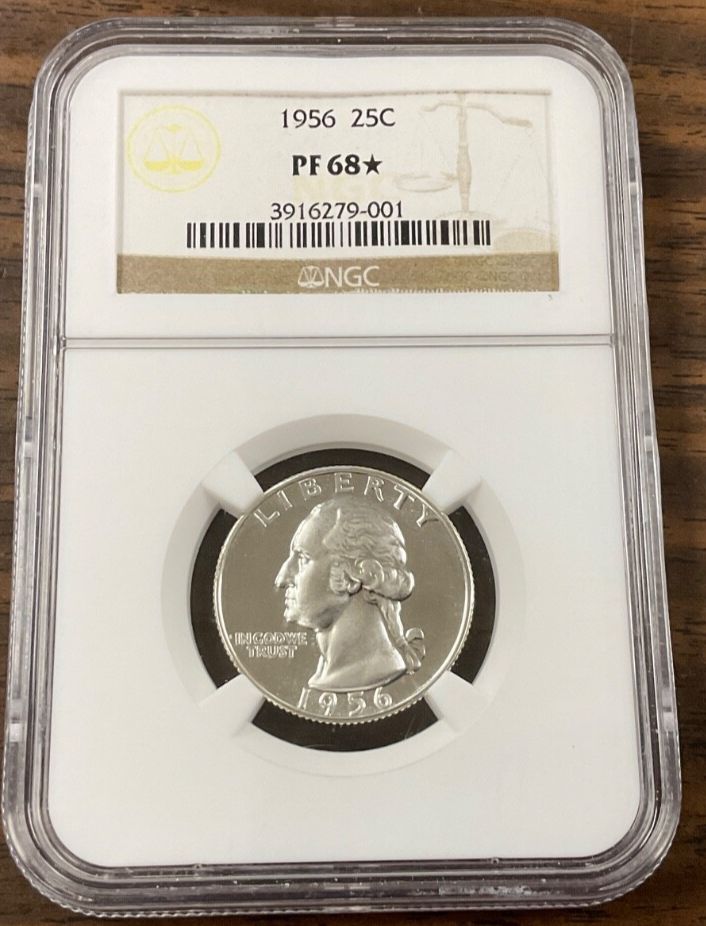 1956 25C
PF 68★
3916279-001
NGC
LIBERTY
IN GOD WE
TRUST
1956